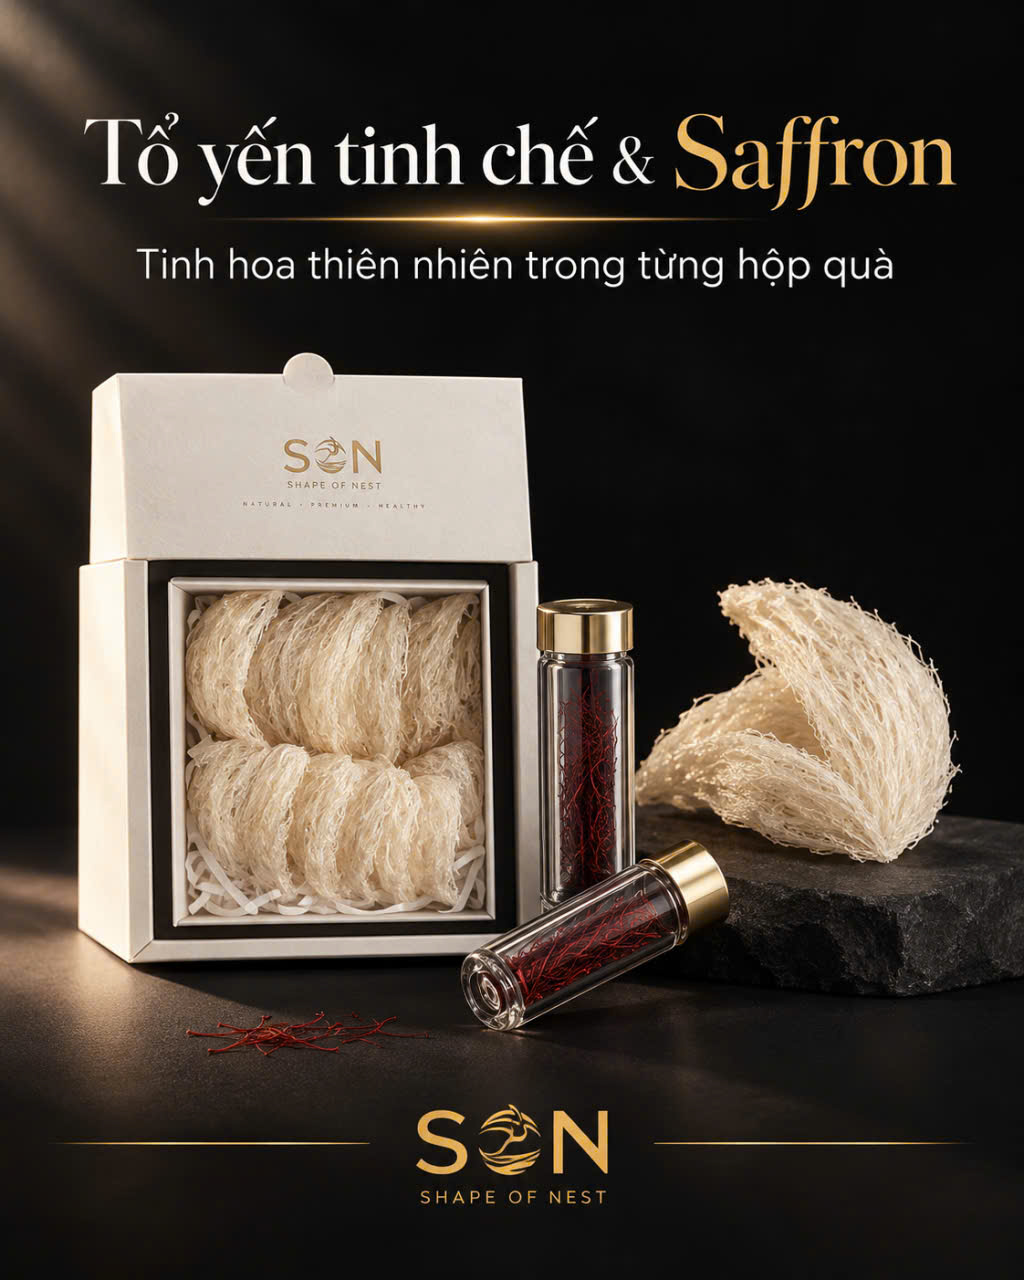 Tổ yến tinh chế & Saffron
Tinh hoa thiên nhiên trong từng hộp quà
SON
SHAPE OF NEST
NATURAL • PREMIUM • HEALTHY
SON
SHAPE OF NEST